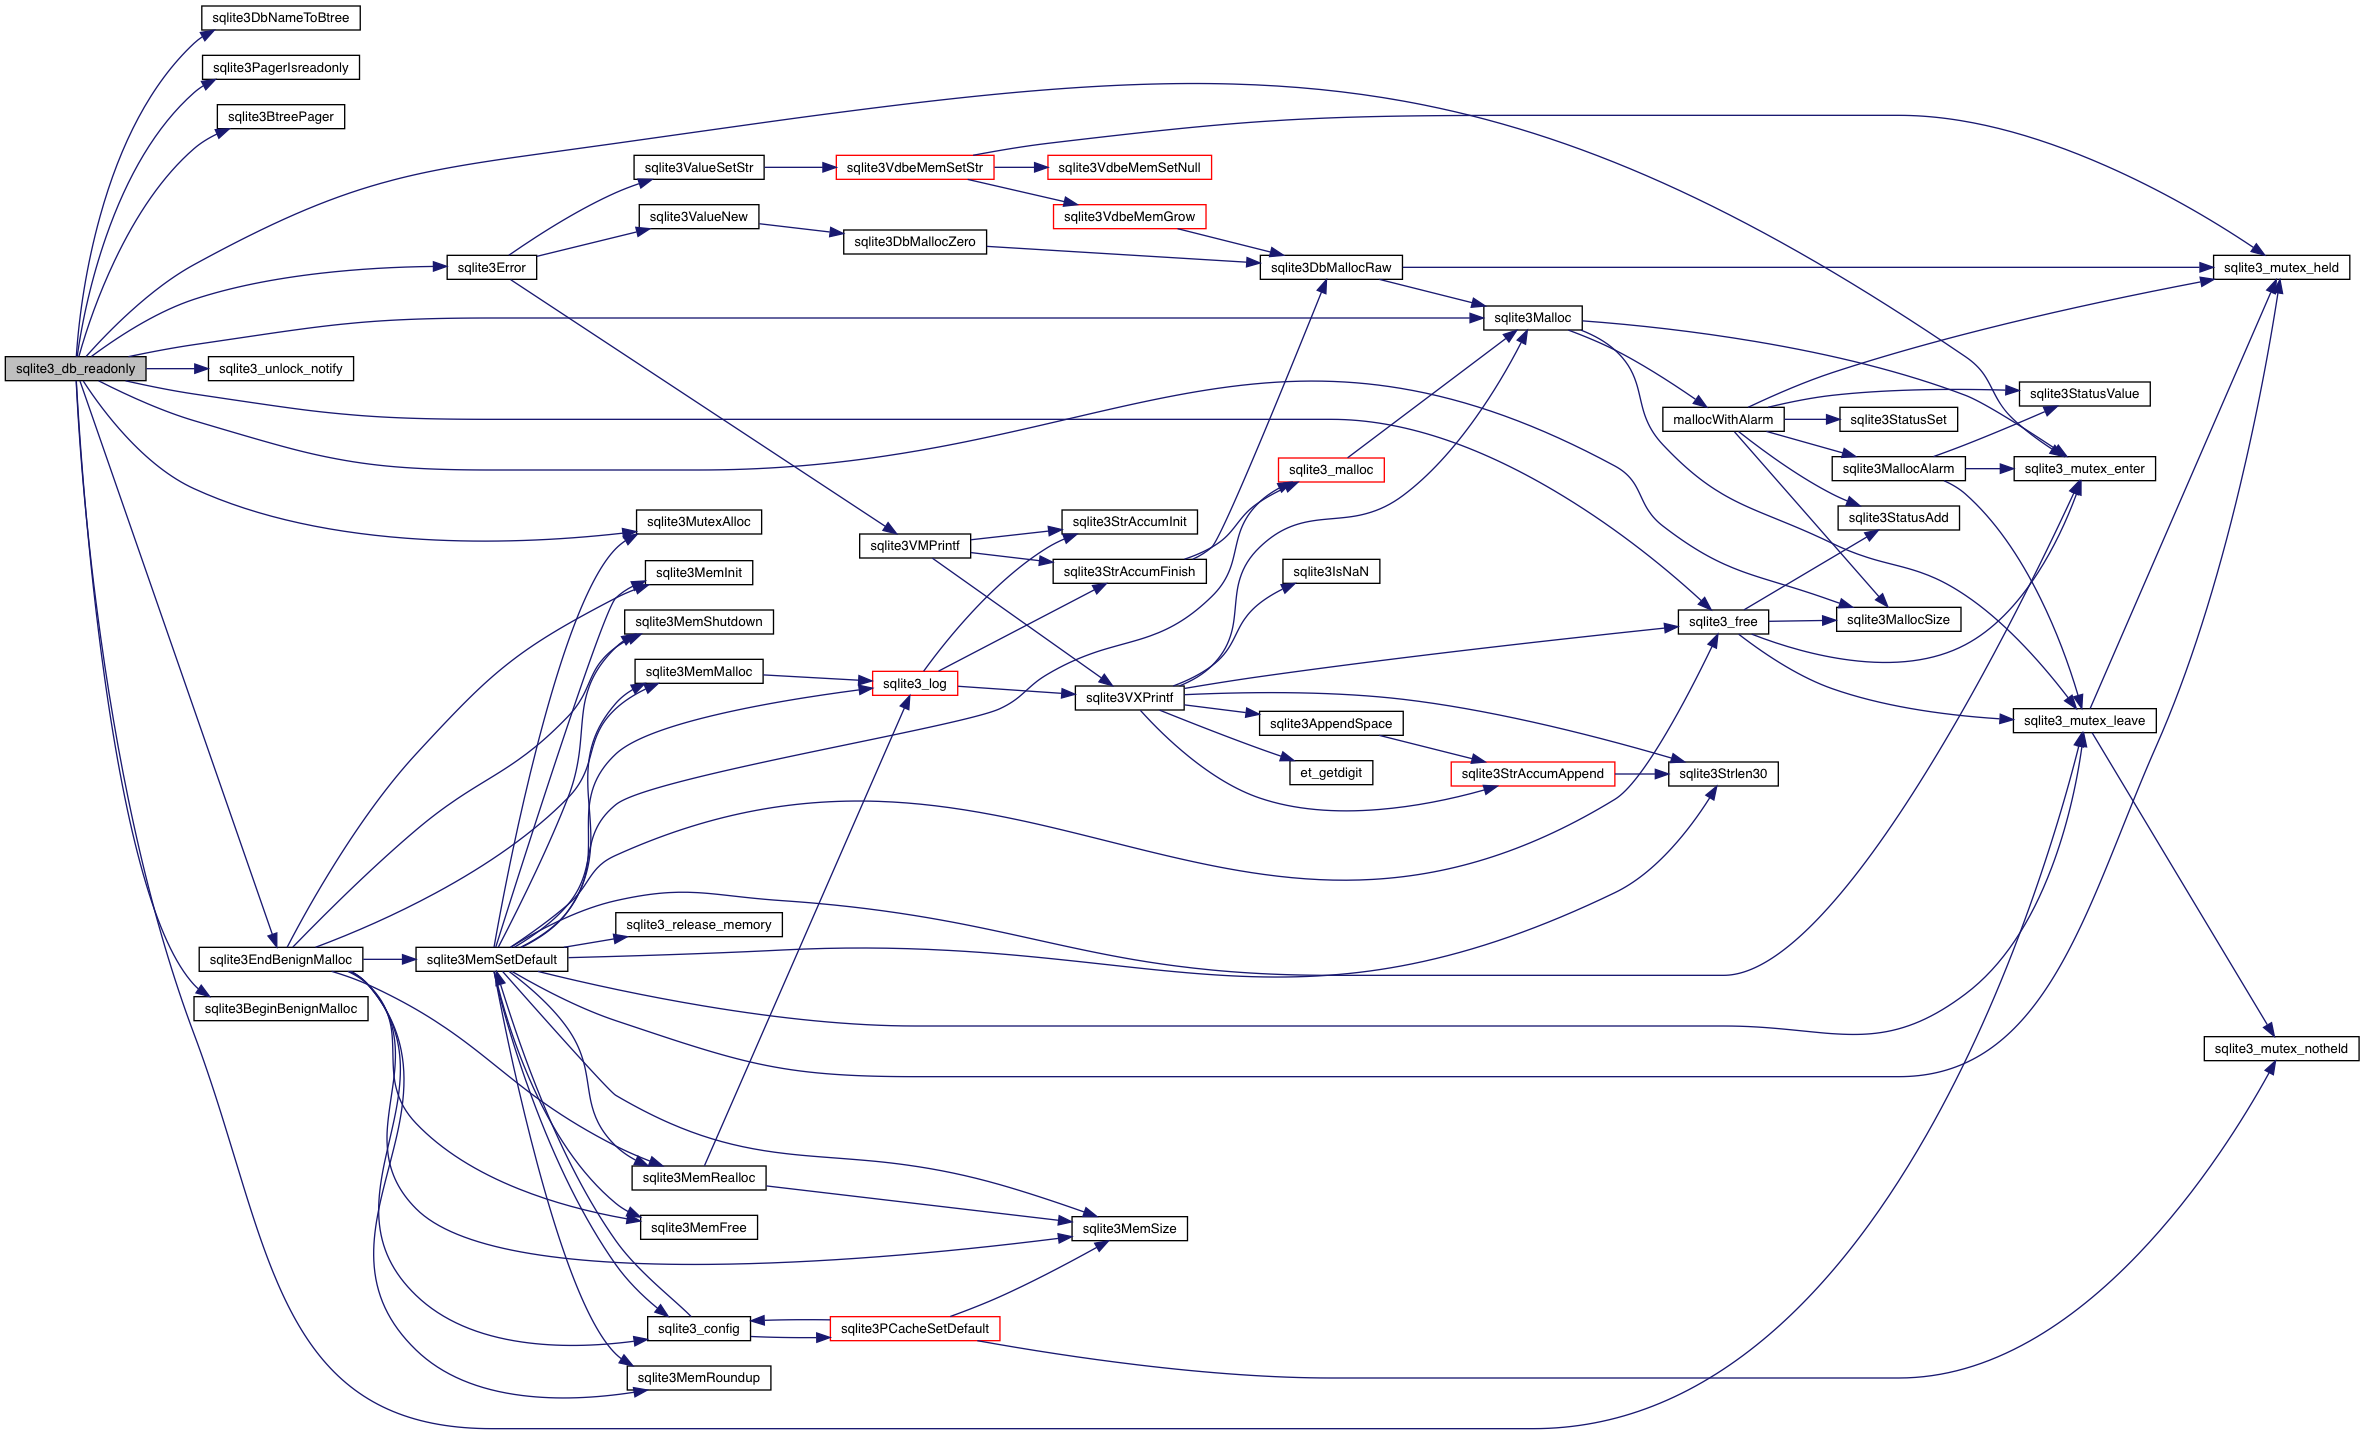 sqlite3DbNameToBtree
sqlite3PagerIsreadonly
sqlite3BtreePager
sqlite3ValueSetStr
sqlite3VdbeMemSetStr
sqlite3VdbeMemSetNull
sqlite3ValueNew
sqlite3VdbeMemGrow
sqlite3DbMallocZero
sqlite3Error
sqlite3DbMallocRaw
sqlite3_mutex_held
sqlite3Malloc
sqlite3_db_readonly
sqlite3_unlock_notify
sqlite3StatusValue
mallocWithAlarm
sqlite3StatusSet
sqlite3_malloc
sqlite3MallocAlarm
sqlite3_mutex_enter
sqlite3MutexAlloc
sqlite3StrAccumInit
sqlite3StatusAdd
sqlite3VMPrintf
sqlite3MemInit
sqlite3StrAccumFinish
sqlite3IsNaN
sqlite3MemShutdown
sqlite3_free
sqlite3MallocSize
sqlite3MemMalloc
sqlite3_log
sqlite3VXPrintf
sqlite3AppendSpace
sqlite3_mutex_leave
et_getdigit
sqlite3StrAccumAppend
sqlite3Strlen30
sqlite3_release_memory
sqlite3EndBenignMalloc
sqlite3MemSetDefault
sqlite3BeginBenignMalloc
sqlite3_mutex_notheld
sqlite3MemRealloc
sqlite3MemFree
sqlite3MemSize
sqlite3_config
sqlite3PCacheSetDefault
sqlite3MemRoundup